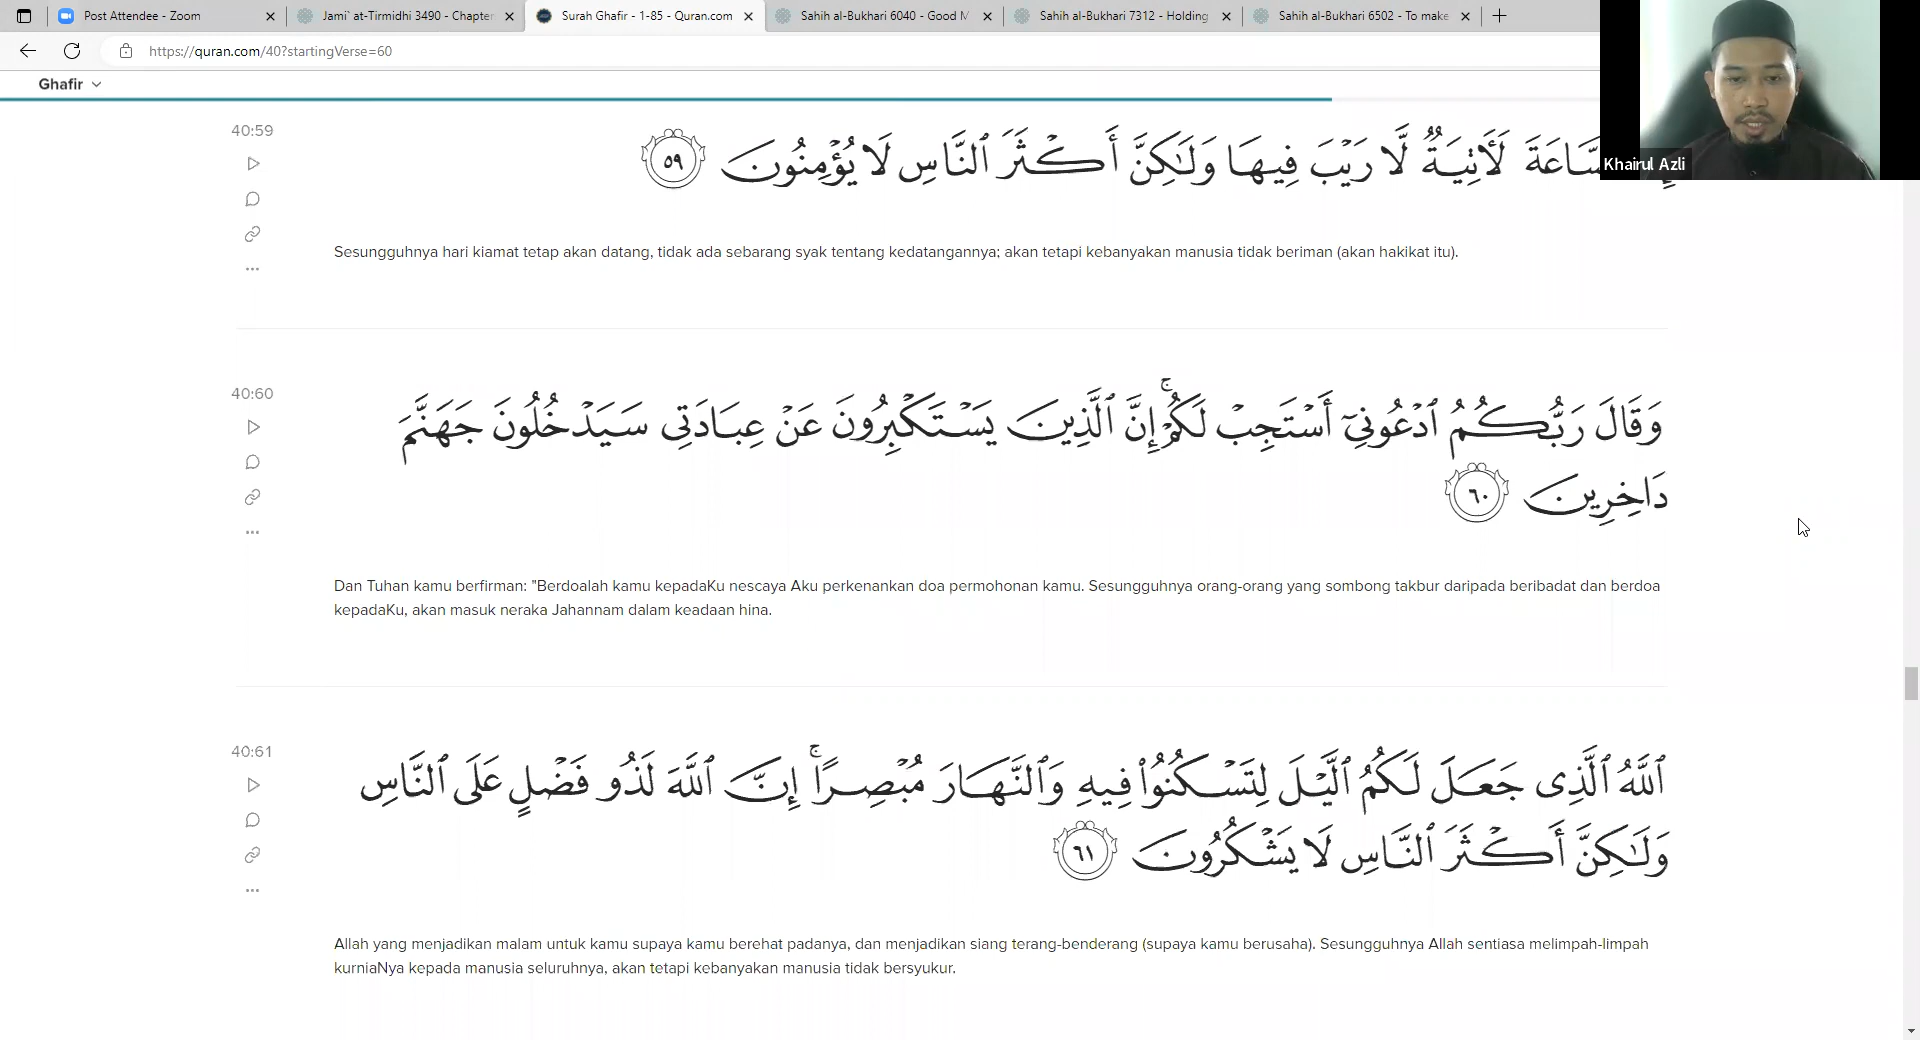 Post Attendee - Zoom
Jami` at-Tirmidhi 3490 - Chapter
Surah Ghafir - 1-85 - Quran.com
Sahih al-Bukhari 6040 - Good M
Sahih al-Bukhari 7312 - Holding
Sahih al-Bukhari 6502 - To make
https://quran.com/40?startingVerse=60
Ghafir
Khairul Azli
40:59
ٱلسَّاعَةَ لَـَٔاتِيَةٌۭ لَّا رَيْبَ فِيهَا وَلَـٰكِنَّ أَكْثَرَ ٱلنَّاسِ لَا يُؤْمِنُونَ ٥٩
Sesungguhnya hari kiamat tetap akan datang, tidak ada sebarang syak tentang kedatangannya; akan tetapi kebanyakan manusia tidak beriman (akan hakikat itu).
40:60
وَقَالَ رَبُّكُمُ ٱدْعُونِىٓ أَسْتَجِبْ لَكُمْ ۚ إِنَّ ٱلَّذِينَ يَسْتَكْبِرُونَ عَنْ عِبَادَتِى سَيَدْخُلُونَ جَهَنَّمَ
دَاخِرِينَ ٦٠
Dan Tuhan kamu berfirman: "Berdoalah kamu kepadaKu nescaya Aku perkenankan doa permohonan kamu. Sesungguhnya orang-orang yang sombong takbur daripada beribadat dan berdoa
kepadaKu, akan masuk neraka Jahannam dalam keadaan hina.
40:61
ٱللَّهُ ٱلَّذِى جَعَلَ لَكُمُ ٱلَّيْلَ لِتَسْكُنُوا۟ فِيهِ وَٱلنَّهَارَ مُبْصِرًا ۚ إِنَّ ٱللَّهَ لَذُو فَضْلٍ عَلَى ٱلنَّاسِ
وَلَـٰكِنَّ أَكْثَرَ ٱلنَّاسِ لَا يَشْكُرُونَ ٦١
Allah yang menjadikan malam untuk kamu supaya kamu berehat padanya, dan menjadikan siang terang-benderang (supaya kamu berusaha). Sesungguhnya Allah sentiasa melimpah-limpah
kurniaNya kepada manusia seluruhnya, akan tetapi kebanyakan manusia tidak bersyukur.